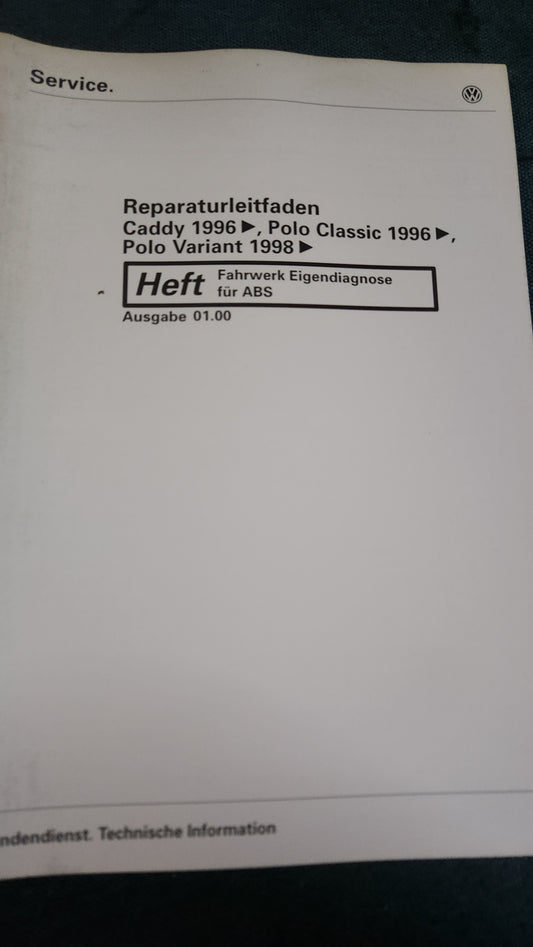 Service.
Reparaturleitfaden
Caddy 1996 ▶, Polo Classic 1996 ▶,
Polo Variant 1998 ▶
Heft Fahrwerk Eigendiagnose
für ABS
Ausgabe 01.00
ndendienst. Technische Information